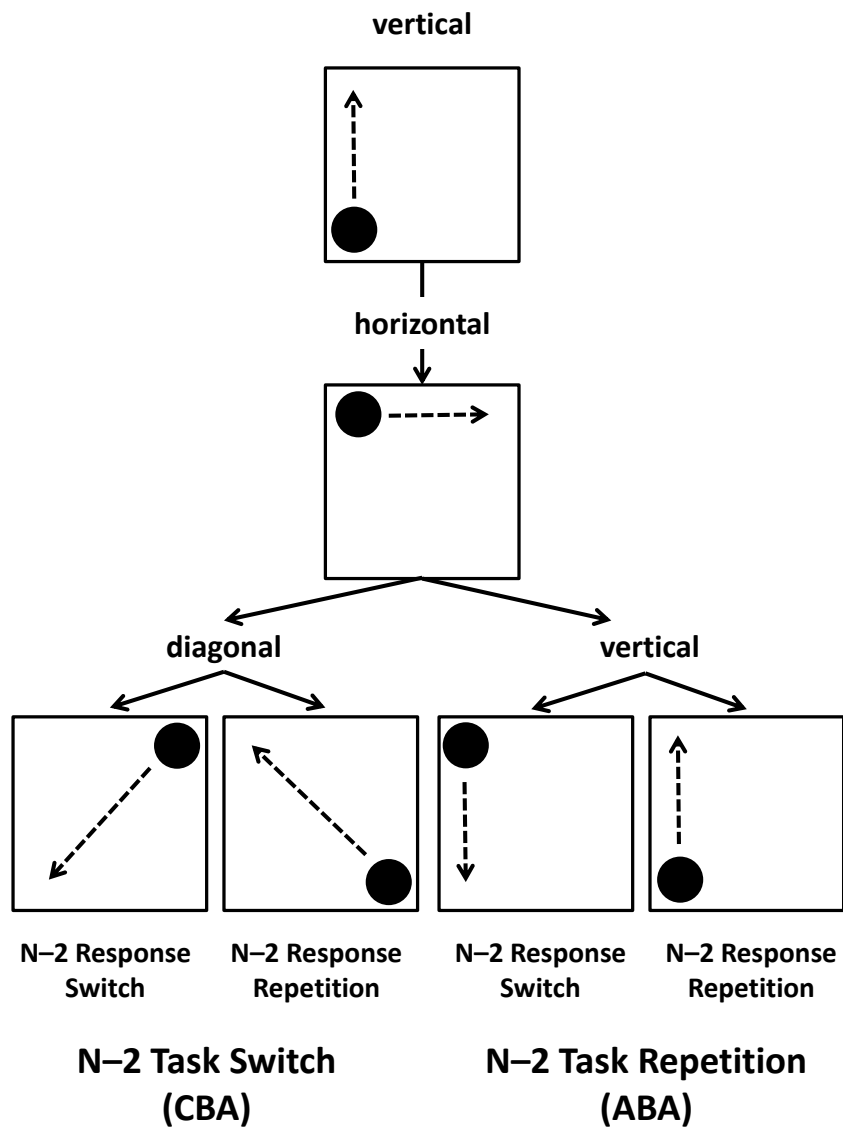 vertical
horizontal
diagonal
vertical
N–2 Response
Switch
N–2 Response
Repetition
N–2 Response
Switch
N–2 Response
Repetition
N–2 Task Switch
(CBA)
N–2 Task Repetition
(ABA)